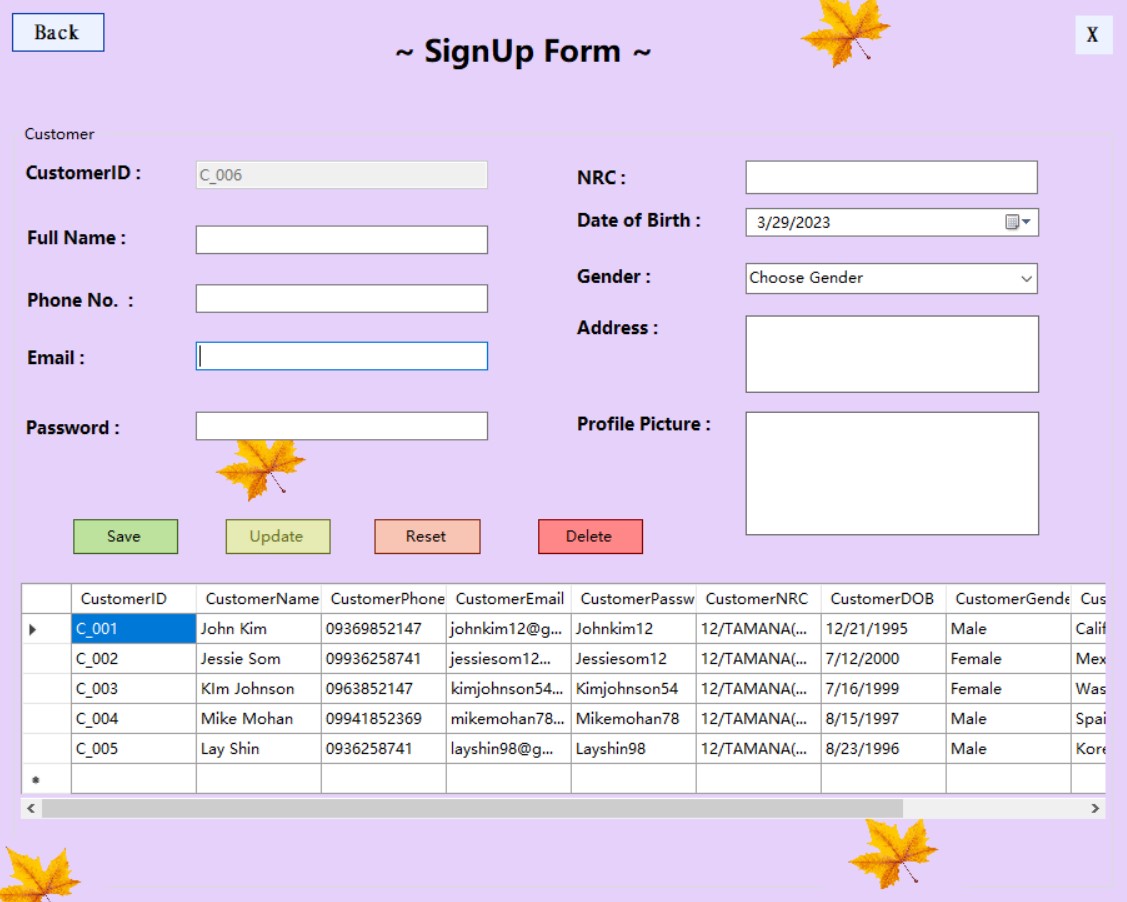 Back
~ SignUp Form ~
X
Customer
CustomerID : C_006
Full Name :
Phone No. :
Email :
Password :
NRC :
Date of Birth : 3/29/2023
Gender : Choose Gender
Address :
Profile Picture :
Save Update Reset Delete
CustomerID CustomerName CustomerPhone CustomerEmail CustomerPassw CustomerNRC CustomerDOB CustomerGende Cus
C_001 John Kim 09369852147 johnkim12@g... Johnkim12 12/TAMANA(... 12/21/1995 Male Calif
C_002 Jessie Som 09936258741 jessiesom12... Jessiesom12 12/TAMANA(... 7/12/2000 Female Mex
C_003 KIm Johnson 0963852147 kimjohnson54... Kimjohnson54 12/TAMANA(... 7/16/1999 Female Was
C_004 Mike Mohan 09941852369 mikemohan78... Mikemohan78 12/TAMANA(... 8/15/1997 Male Spai
C_005 Lay Shin 0936258741 layshin98@g... Layshin98 12/TAMANA(... 8/23/1996 Male Kore